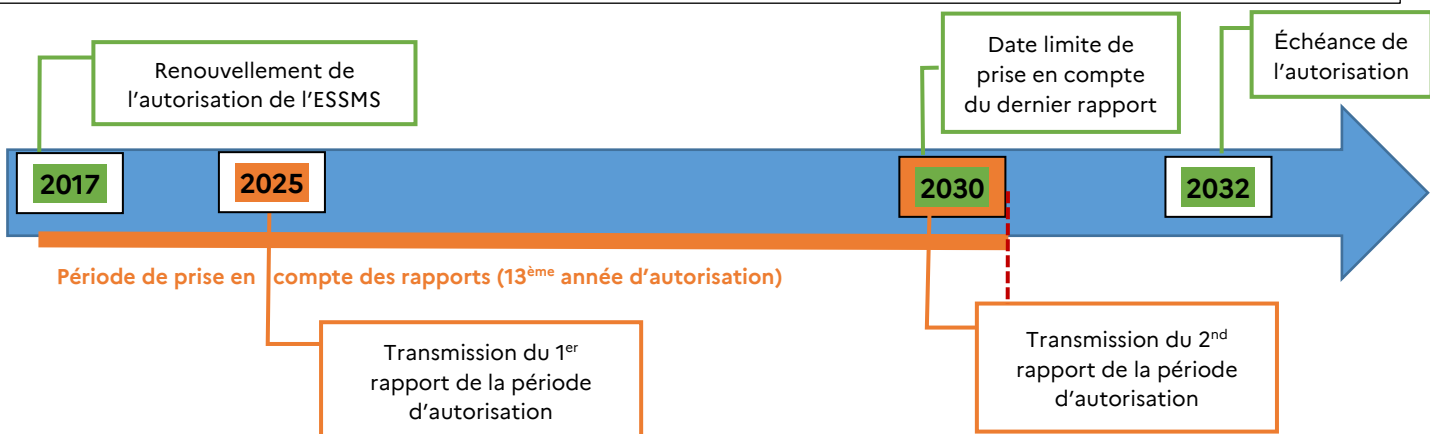 Renouvellement de
l'autorisation de l'ESSMS
Date limite de
prise en compte
du dernier rapport
Échéance de
l'autorisation
2017
2025
2030
2032
Période de prise en compte des rapports (13ème année d'autorisation)
Transmission du 1er
rapport de la période
d'autorisation
Transmission du 2nd
rapport de la période
d'autorisation